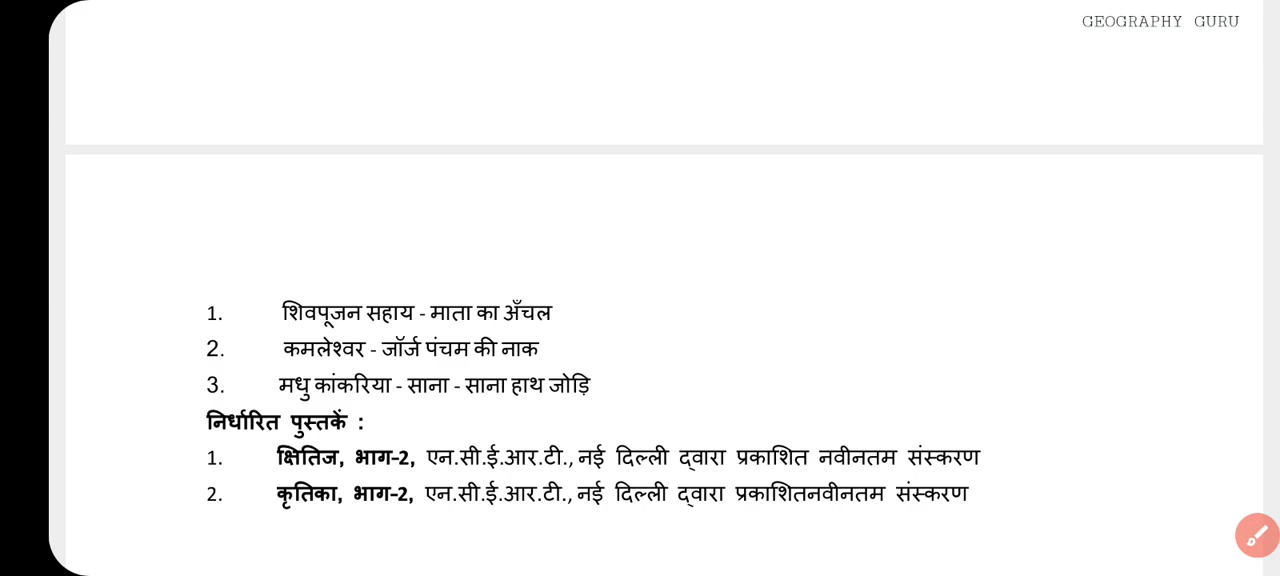 GEOGRAPHY GURU
1. शिवपूजन सहाय - माता का अँचल
2. कमलेश्वर - जॉर्ज पंचम की नाक
3. मधु कांकरिया - साना - साना हाथ जोड़ि
निर्धारित पुस्तकें :
1. क्षितिज, भाग-2, एन.सी.ई.आर.टी., नई दिल्ली द्वारा प्रकाशित नवीनतम संस्करण
2. कृतिका, भाग-2, एन.सी.ई.आर.टी., नई दिल्ली द्वारा प्रकाशितनवीनतम संस्करण